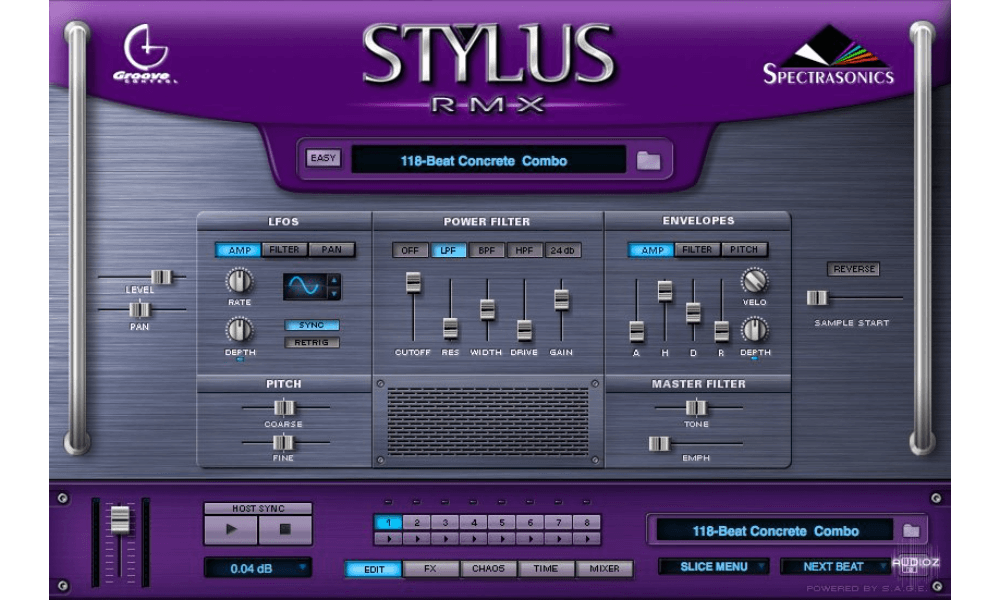 Groove
CONTROL
STYLUS
RMX
SPECTRASONICS
EASY
118-Beat Concrete Combo
LFOS
POWER FILTER
ENVELOPES
AMP FILTER PAN
OFF LPF BPF HPF 24db
AMP FILTER PITCH
RATE
VELO
REVERSE
LEVEL
SYNC
SAMPLE START
PAN
RETRIG
DEPTH
CUTOFF RES WIDTH DRIVE GAIN
A H D R DEPTH
PITCH
MASTER FILTER
COARSE
TONE
FINE
EMPH
HOST SYNC
1 2 3 4 5 6 7 8
118-Beat Concrete Combo
0.04 dB
EDIT FX CHAOS TIME MIXER
SLICE MENU
NEXT BEAT
AUDIOZ
POWERED BY S.A.G.E.